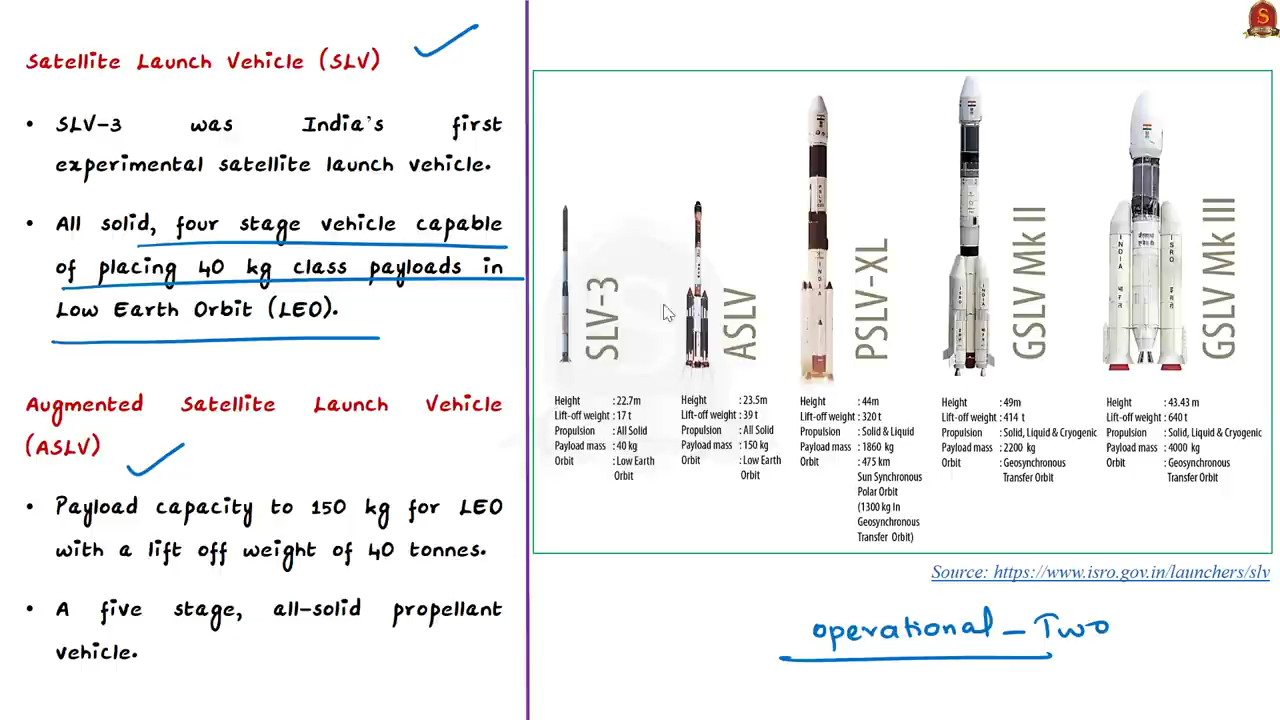 Satellite Launch Vehicle (SLV)
• SLV-3 was India's first
experimental satellite launch vehicle.
• All solid, four stage vehicle capable
of placing 40 kg class payloads in
Low Earth Orbit (LEO).
Augmented Satellite Launch Vehicle
(ASLV)
• Payload capacity to 150 kg for LEO
with a lift off weight of 40 tonnes.
• A five stage, all-solid propellant
vehicle.
SLV-3
Height : 22.7m
Lift-off weight : 17 t
Propulsion : All Solid
Payload mass : 40 kg
Orbit : Low Earth
Orbit
ASLV
Height : 23.5m
Lift-off weight : 39 t
Propulsion : All Solid
Payload mass : 150 kg
Orbit : Low Earth
Orbit
PSLV-XL
INDIA
Height : 44m
Lift-off weight : 320 t
Propulsion : Solid & Liquid
Payload mass : 1860 kg
Orbit : 475 km
Sun Synchronous
Polar Orbit
(1300 kg In
Geosynchronous
Transfer Orbit)
GSLV Mk II
Height : 49m
Lift-off weight : 414 t
Propulsion : Solid, Liquid & Cryogenic
Payload mass : 2200 kg
Orbit : Geosynchronous
Transfer Orbit
GSLV Mk III
INDIA
ISRO
Height : 43.43 m
Lift-off weight : 640 t
Propulsion : Solid, Liquid & Cryogenic
Payload mass : 4000 kg
Orbit : Geosynchronous
Transfer Orbit
Source: https://www.isro.gov.in/launchers/slv
operational - Two